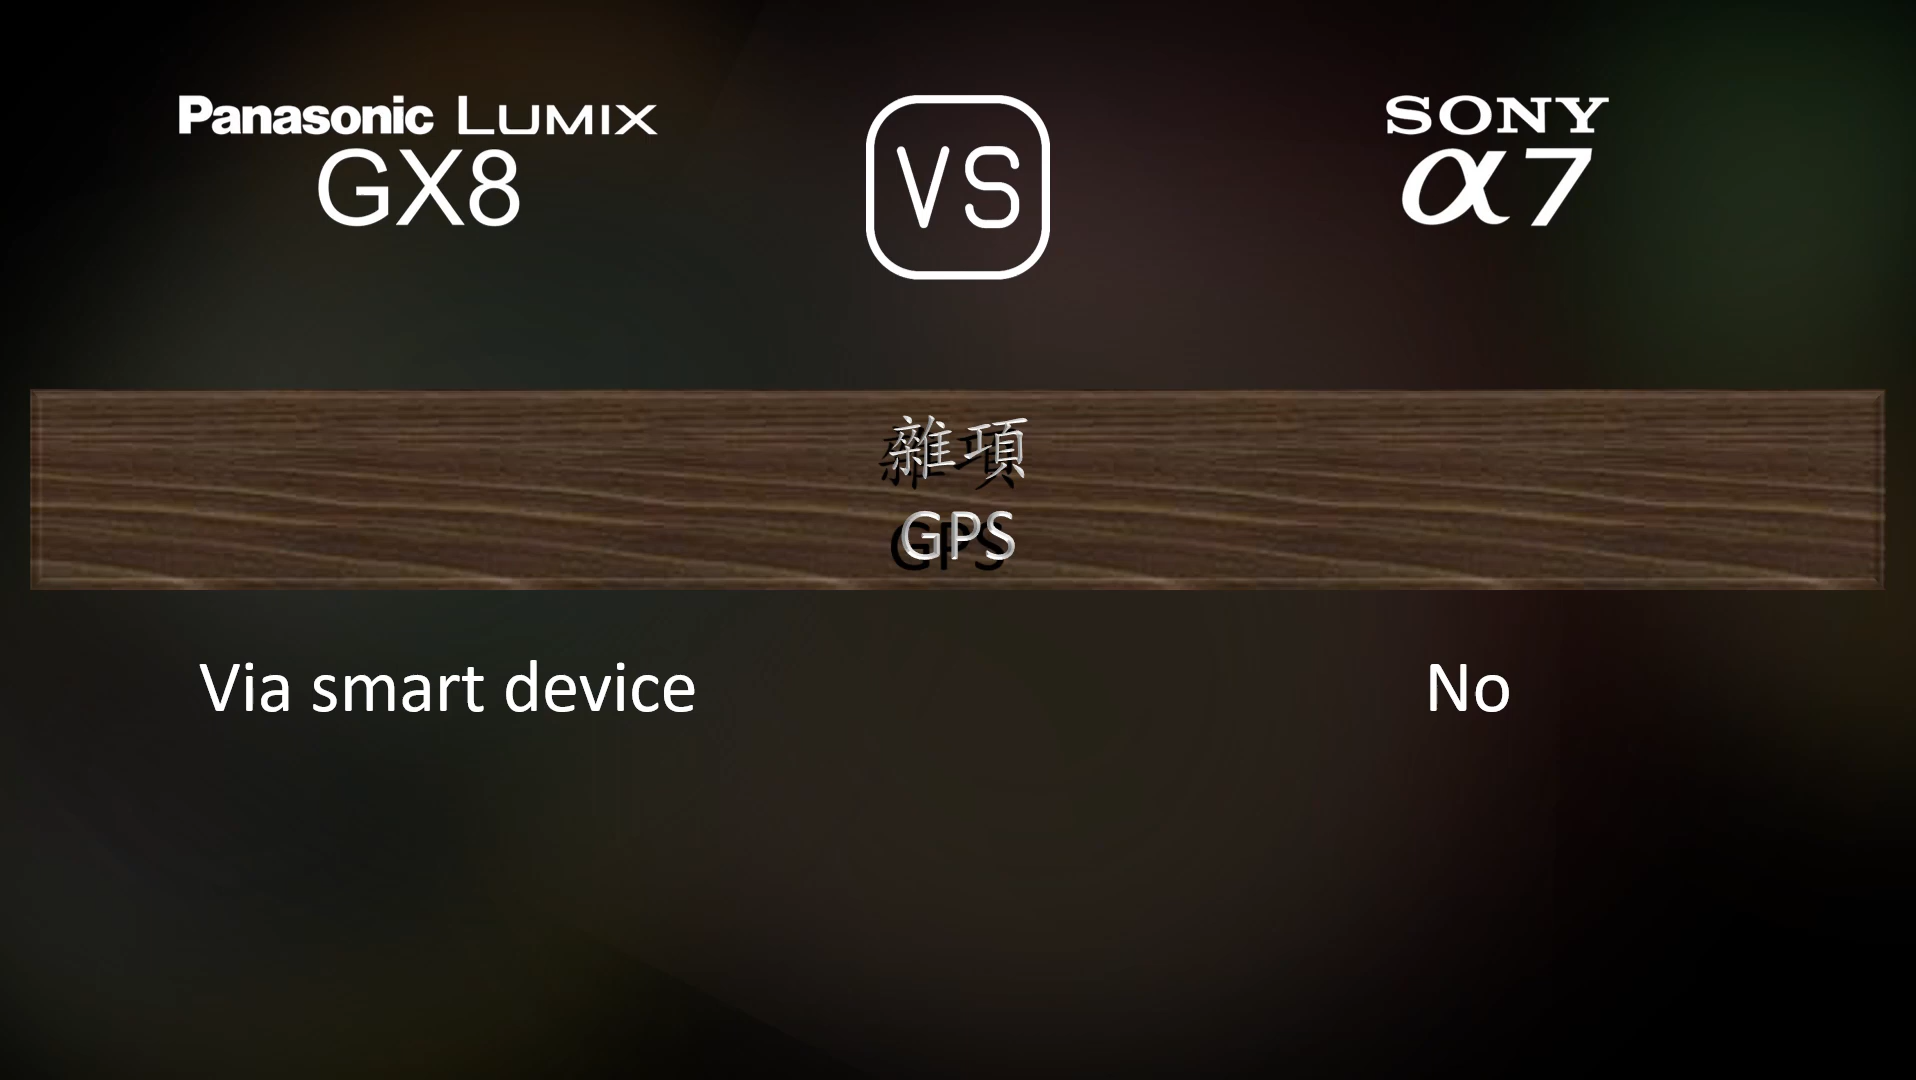 Panasonic LUMIX
GX8
VS
SONY
α7
雜項
GPS
Via smart device
No